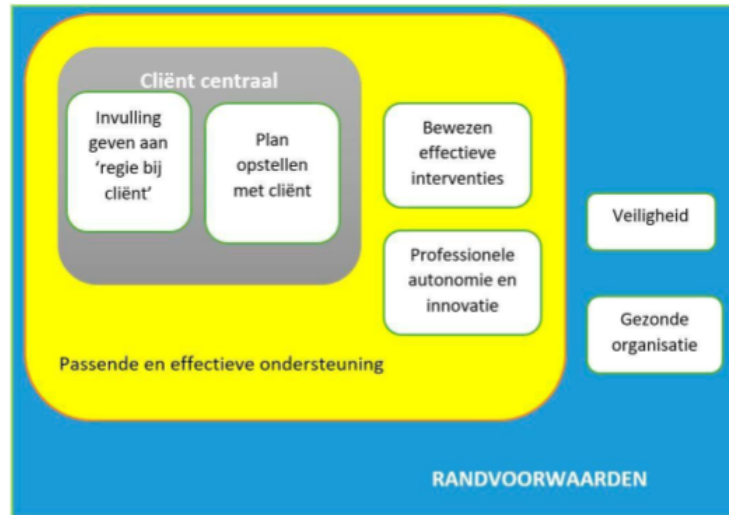 Cliënt centraal
Invulling
geven aan
‘regie bij
cliënt’
Plan
opstellen
met cliënt
Bewezen
effectieve
interventies
Professionele
autonomie en
innovatie
Passende en effectieve ondersteuning
Veiligheid
Gezonde
organisatie
RANDVOORWAARDEN